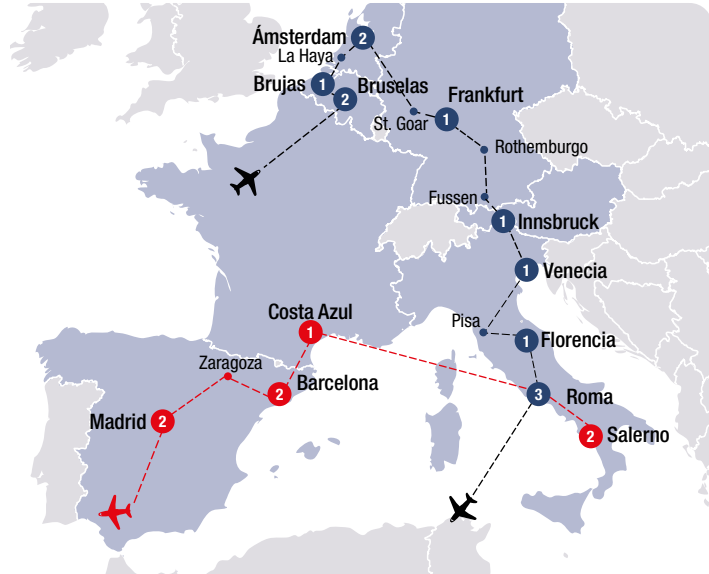 Ámsterdam 2
La Haya
Brujas 1
2 Bruselas
Frankfurt
1
St. Goar
Rothemburgo
Fussen
1 Innsbruck
1 Venecia
Costa Azul
1
Pisa
1 Florencia
Zaragoza
2 Barcelona
3 Roma
Madrid 2
2 Salerno